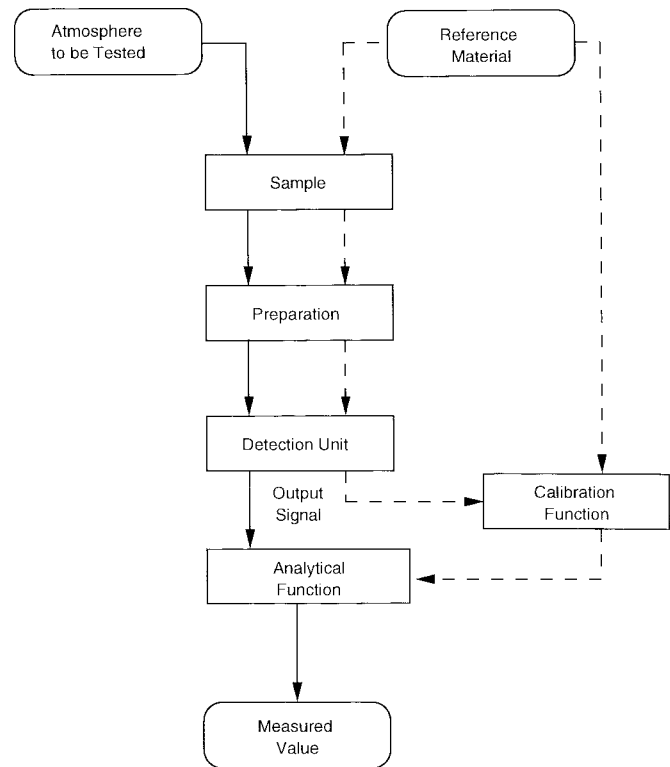 Atmosphere
to be Tested
Reference
Material
Sample
Preparation
Detection Unit
Output
Signal
Calibration
Function
Analytical
Function
Measured
Value